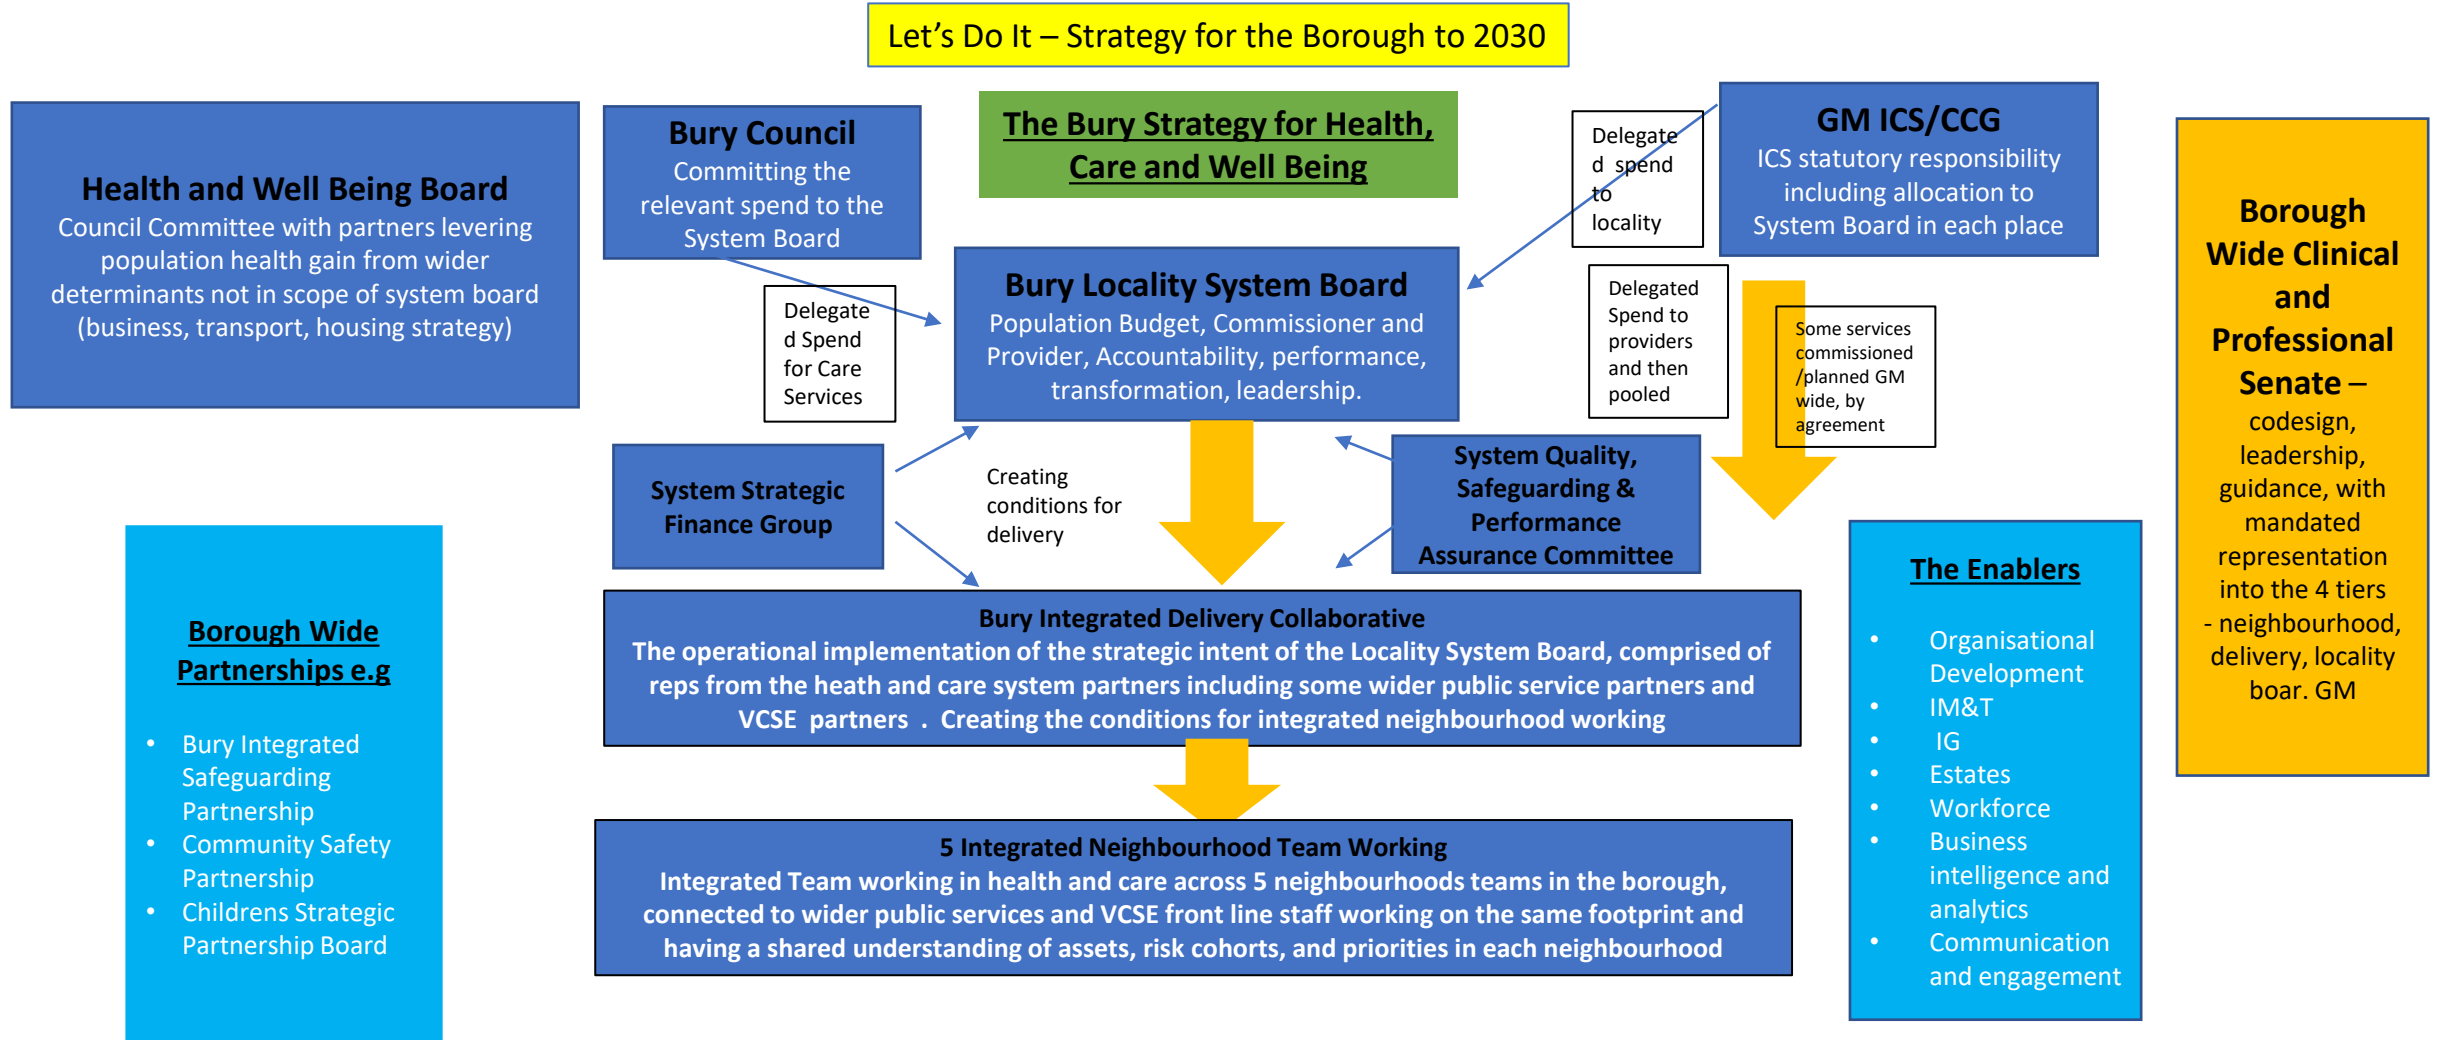 Let's Do It – Strategy for the Borough to 2030
Health and Well Being Board
Council Committee with partners levering
population health gain from wider
determinants not in scope of system board
(business, transport, housing strategy)
Bury Council
Committing the
relevant spend to the
System Board
The Bury Strategy for Health,
Care and Well Being
Delegate
d spend
to
locality
GM ICS/CCG
ICS statutory responsibility
including allocation to
System Board in each place
Borough
Wide Clinical
and
Professional
Senate –
codesign,
leadership,
guidance, with
mandated
representation
into the 4 tiers
- neighbourhood,
delivery, locality
boar. GM
Delegate
d Spend
for Care
Services
Bury Locality System Board
Population Budget, Commissioner and
Provider, Accountability, performance,
transformation, leadership.
Delegated
Spend to
providers
and then
pooled
Some services
commissioned
/planned GM
wide, by
agreement
System Strategic
Finance Group
Creating
conditions for
delivery
System Quality,
Safeguarding &
Performance
Assurance Committee
Borough Wide
Partnerships e.g
• Bury Integrated
Safeguarding
Partnership
• Community Safety
Partnership
• Childrens Strategic
Partnership Board
Bury Integrated Delivery Collaborative
The operational implementation of the strategic intent of the Locality System Board, comprised of
reps from the heath and care system partners including some wider public service partners and
VCSE partners . Creating the conditions for integrated neighbourhood working
5 Integrated Neighbourhood Team Working
Integrated Team working in health and care across 5 neighbourhoods teams in the borough,
connected to wider public services and VCSE front line staff working on the same footprint and
having a shared understanding of assets, risk cohorts, and priorities in each neighbourhood
The Enablers
• Organisational
Development
• IM&T
• IG
• Estates
• Workforce
• Business
intelligence and
analytics
• Communication
and engagement